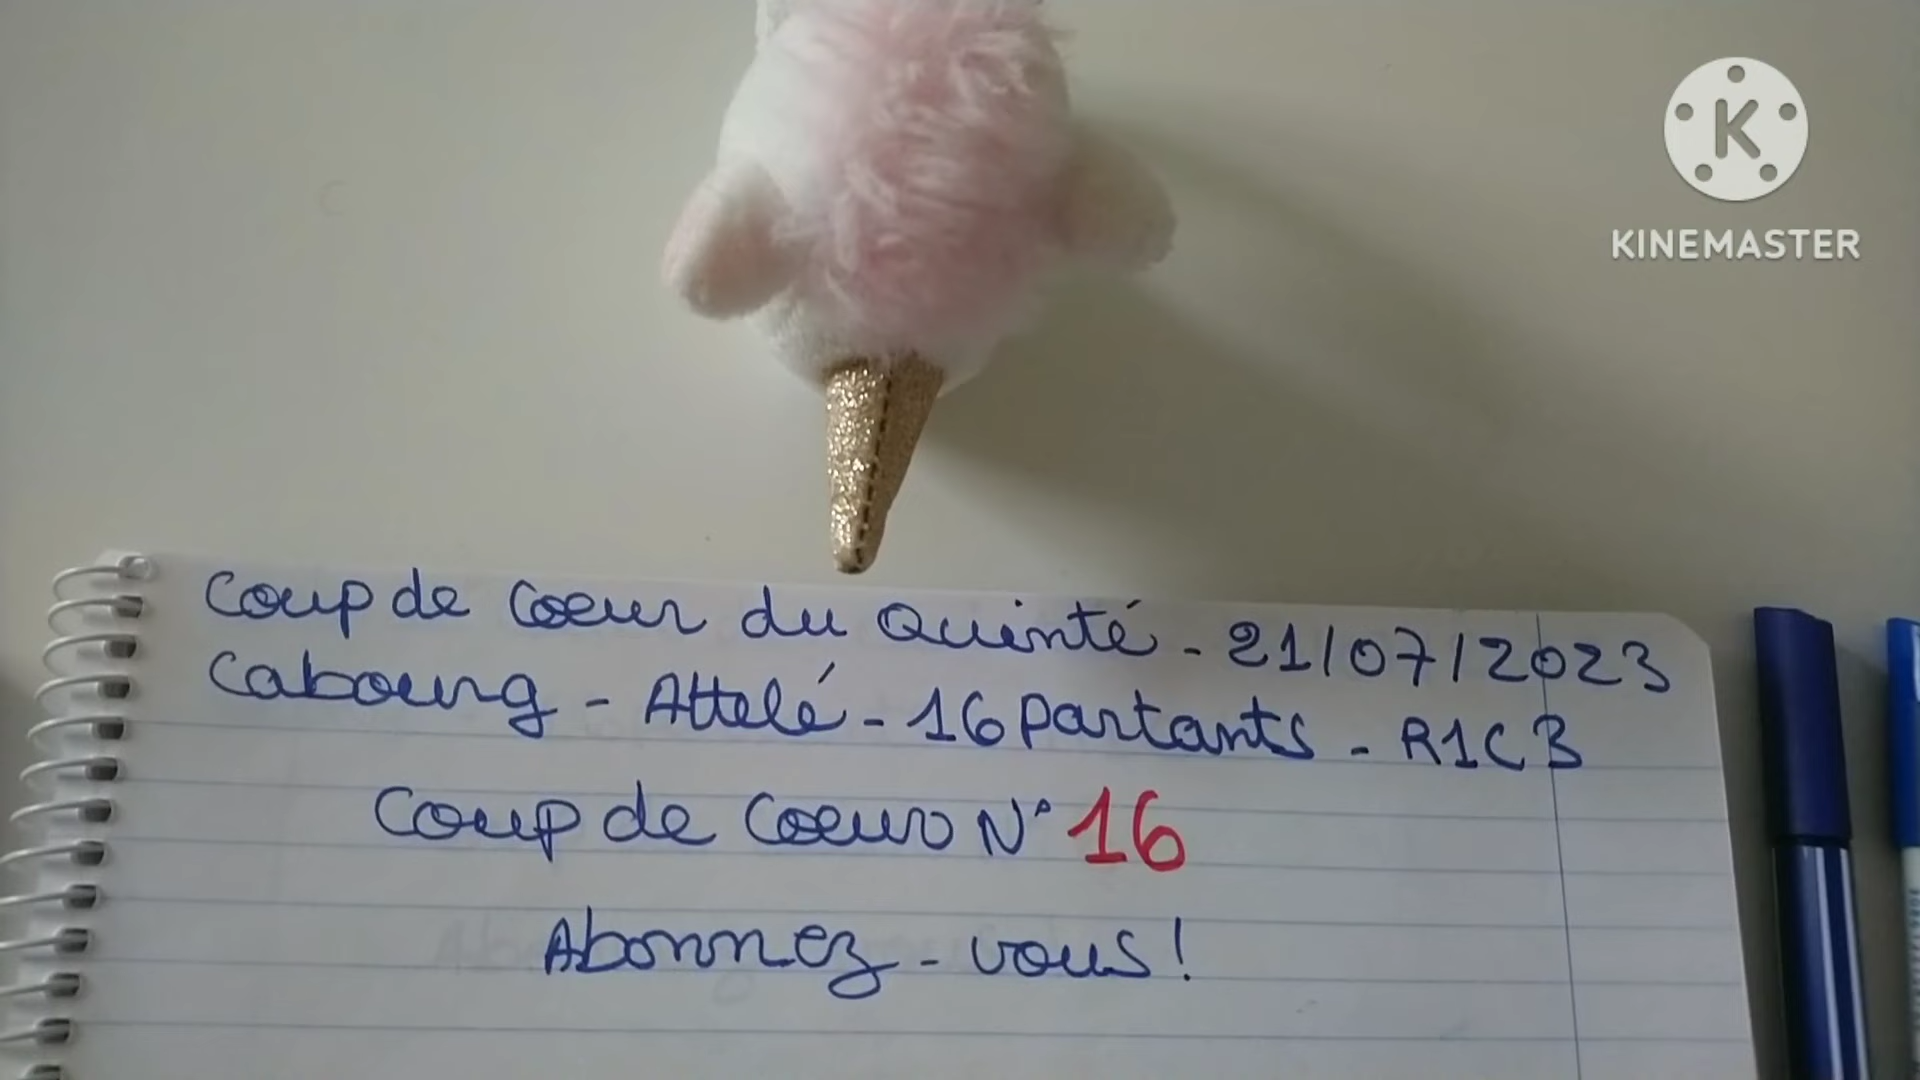 K
KINEMASTER
Coup de Coeur du Quinté - 21/07/2023
Cabourg - Attelé - 16 Partants - R1C3
Coup de Coeur N° 16
Abonnez-vous!